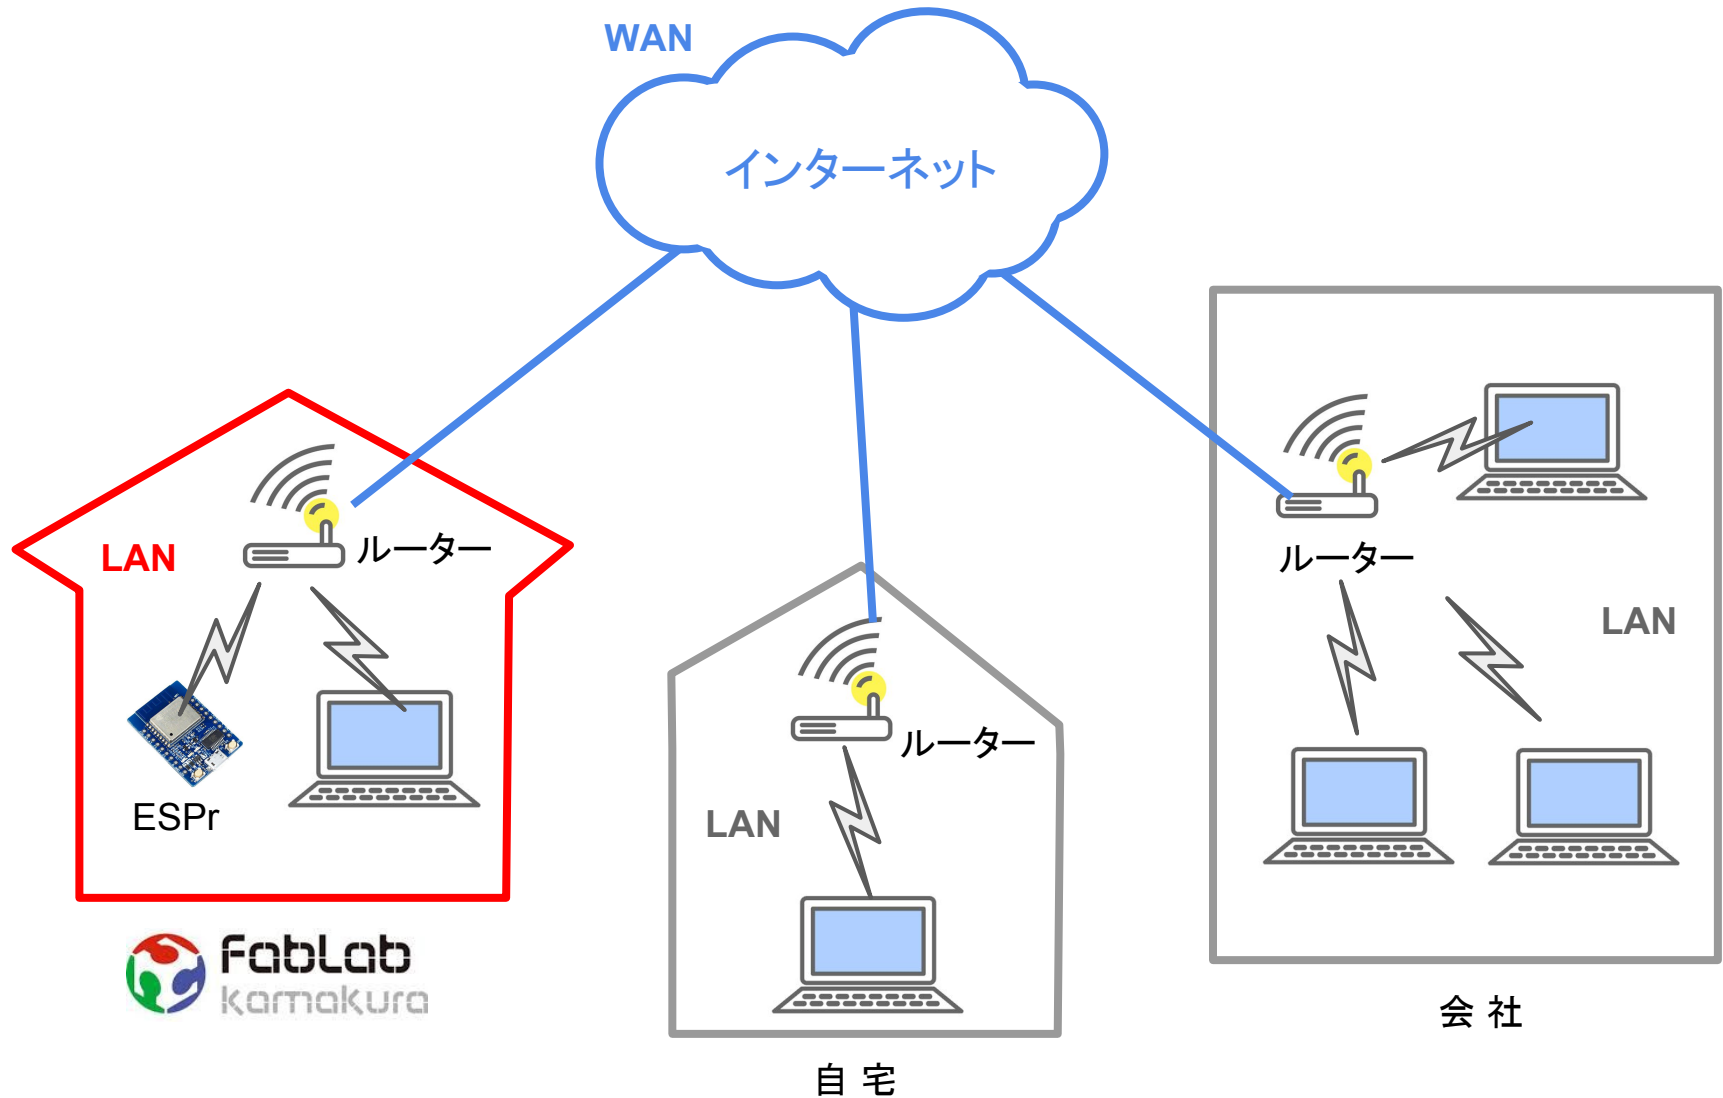 WAN
インターネット
LAN
ルーター
ESPr
FabLab
kamakura
ルーター
LAN
自 宅
ルーター
LAN
会 社